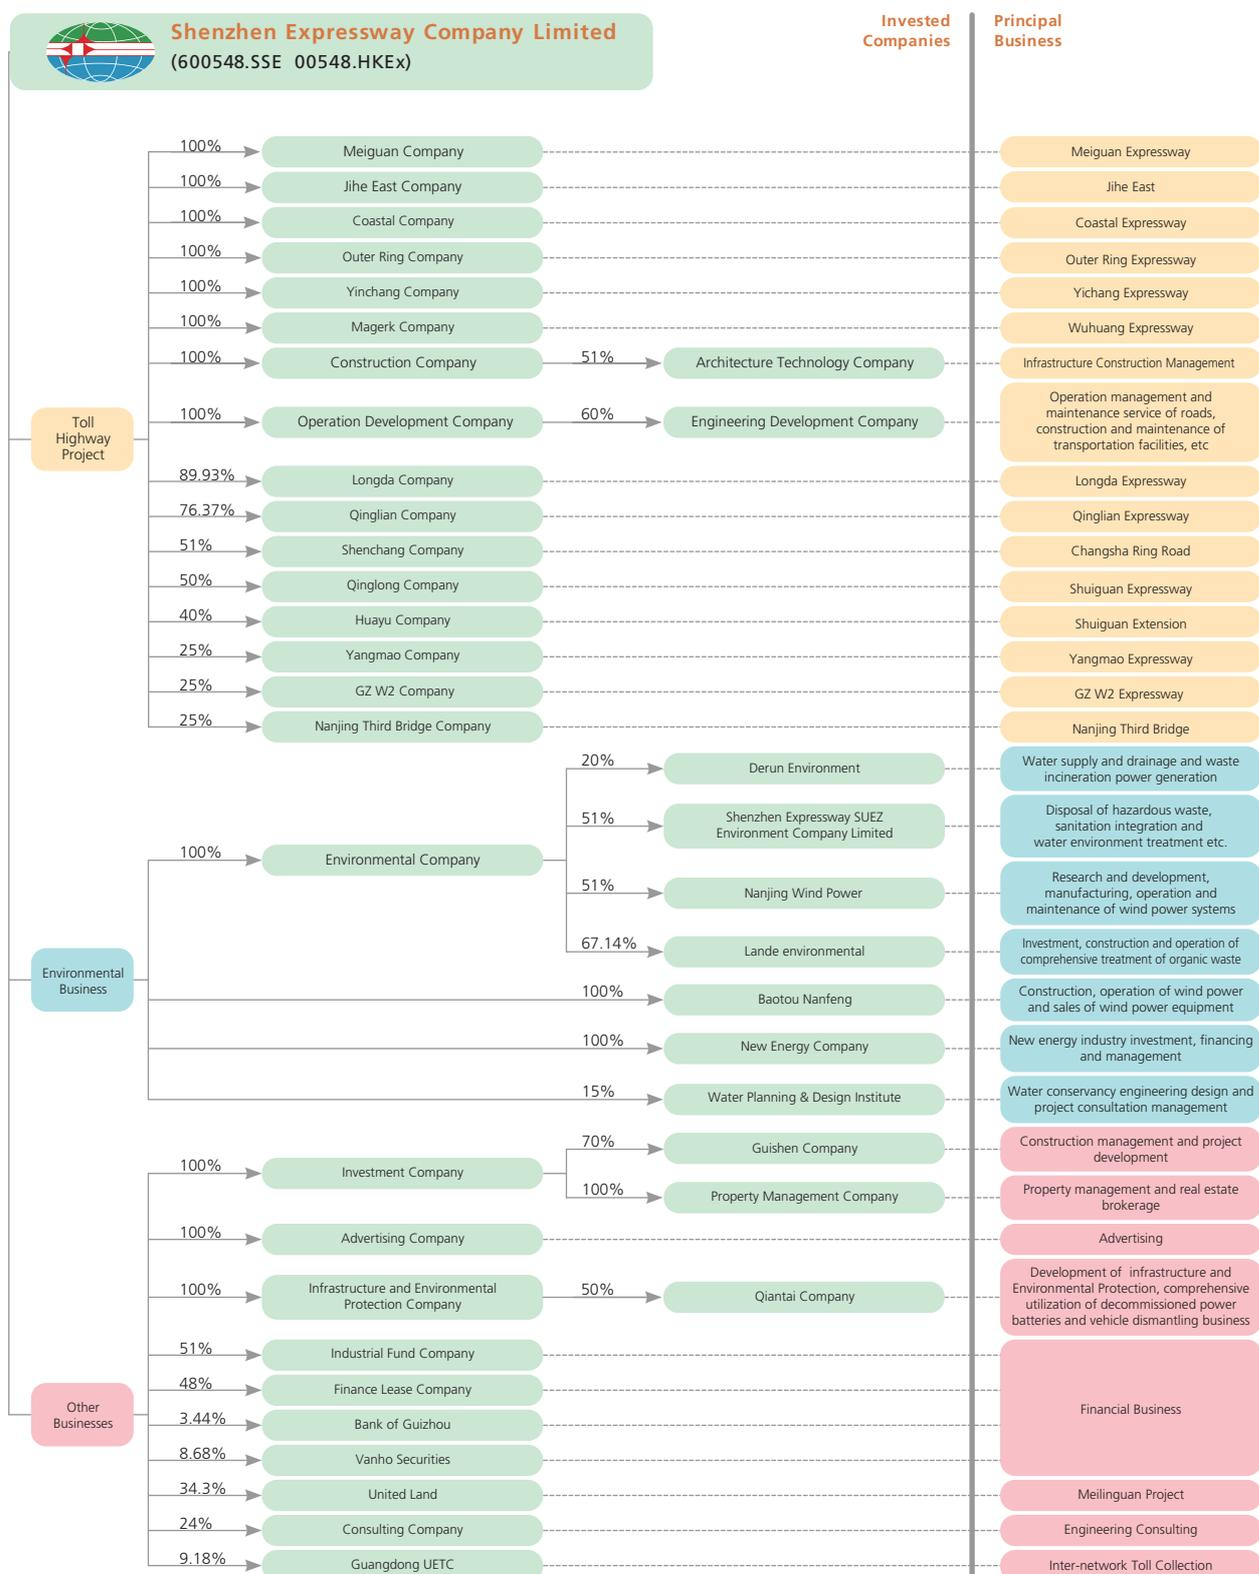 Shenzhen Expressway Company Limited
(600548.SSE 00548.HKEx)
Invested
Companies
Principal
Business
Toll
Highway
Project
100%
Meiguan Company
Meiguan Expressway
100%
Jihe East Company
Jihe East
100%
Coastal Company
Coastal Expressway
100%
Outer Ring Company
Outer Ring Expressway
100%
Yinchang Company
Yichang Expressway
100%
Magerk Company
Wuhuang Expressway
100%
Construction Company
51%
Architecture Technology Company
Infrastructure Construction Management
100%
Operation Development Company
60%
Engineering Development Company
Operation management and
maintenance service of roads,
construction and maintenance of
transportation facilities, etc
89.93%
Longda Company
Longda Expressway
76.37%
Qinglian Company
Qinglian Expressway
51%
Shenchang Company
Changsha Ring Road
50%
Qinglong Company
Shuiguan Expressway
40%
Huayu Company
Shuiguan Extension
25%
Yangmao Company
Yangmao Expressway
25%
GZ W2 Company
GZ W2 Expressway
25%
Nanjing Third Bridge Company
Nanjing Third Bridge
Environmental
Business
100%
Environmental Company
20%
Derun Environment
Water supply and drainage and waste
incineration power generation
51%
Shenzhen Expressway SUEZ
Environment Company Limited
Disposal of hazardous waste,
sanitation integration and
water environment treatment etc.
51%
Nanjing Wind Power
Research and development,
manufacturing, operation and
maintenance of wind power systems
67.14%
Lande environmental
Investment, construction and operation of
comprehensive treatment of organic waste
100%
Baotou Nanfeng
Construction, operation of wind power
and sales of wind power equipment
100%
New Energy Company
New energy industry investment, financing
and management
15%
Water Planning & Design Institute
Water conservancy engineering design and
project consultation management
Other
Businesses
100%
Investment Company
70%
Guishen Company
Construction management and project
development
100%
Property Management Company
Property management and real estate
brokerage
100%
Advertising Company
Advertising
100%
Infrastructure and Environmental
Protection Company
50%
Qiantai Company
Development of infrastructure and
Environmental Protection, comprehensive
utilization of decommissioned power
batteries and vehicle dismantling business
51%
Industrial Fund Company
48%
Finance Lease Company
3.44%
Bank of Guizhou
8.68%
Vanho Securities
Financial Business
34.3%
United Land
Meilinguan Project
24%
Consulting Company
Engineering Consulting
9.18%
Guangdong UETC
Inter-network Toll Collection